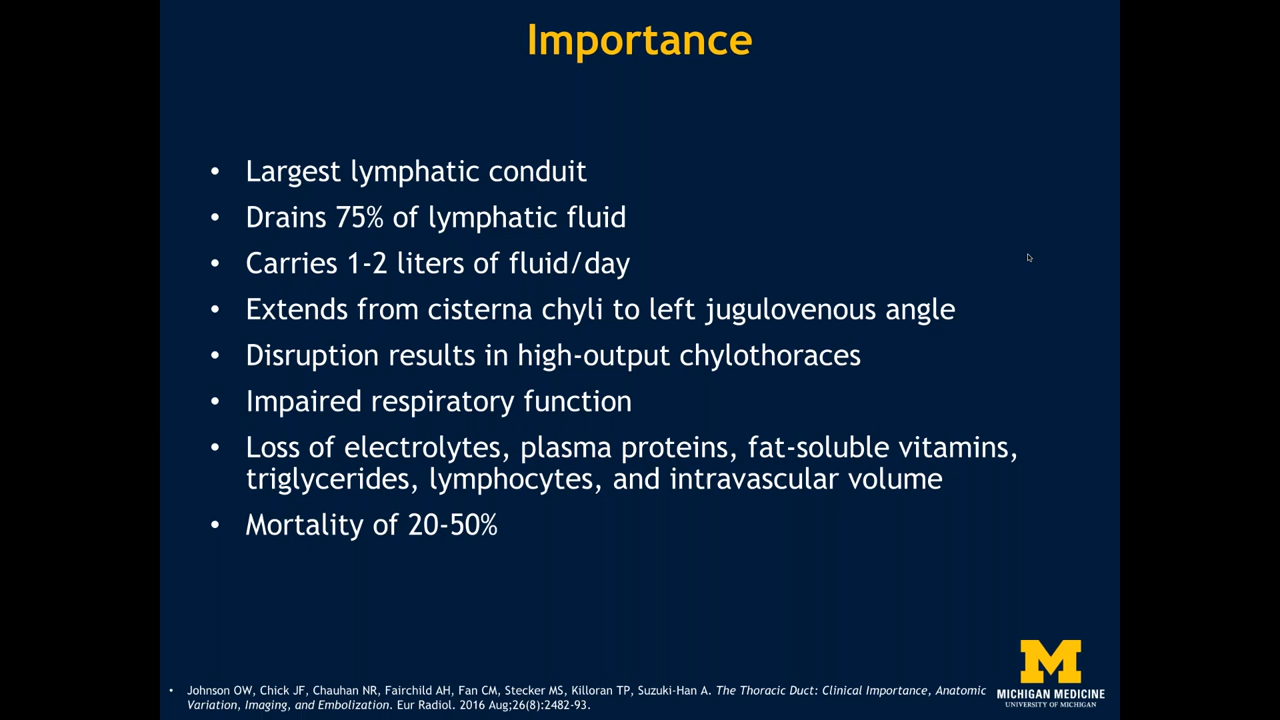 Importance
• Largest lymphatic conduit
• Drains 75% of lymphatic fluid
• Carries 1-2 liters of fluid/day
• Extends from cisterna chyli to left jugulovenous angle
• Disruption results in high-output chylothoraces
• Impaired respiratory function
• Loss of electrolytes, plasma proteins, fat-soluble vitamins,
triglycerides, lymphocytes, and intravascular volume
• Mortality of 20-50%
• Johnson OW, Chick JF, Chauhan NR, Fairchild AH, Fan CM, Stecker MS, Killoran TP, Suzuki-Han A. The Thoracic Duct: Clinical Importance, Anatomic
Variation, Imaging, and Embolization. Eur Radiol. 2016 Aug;26(8):2482-93.
M
MICHIGAN MEDICINE
UNIVERSITY OF MICHIGAN